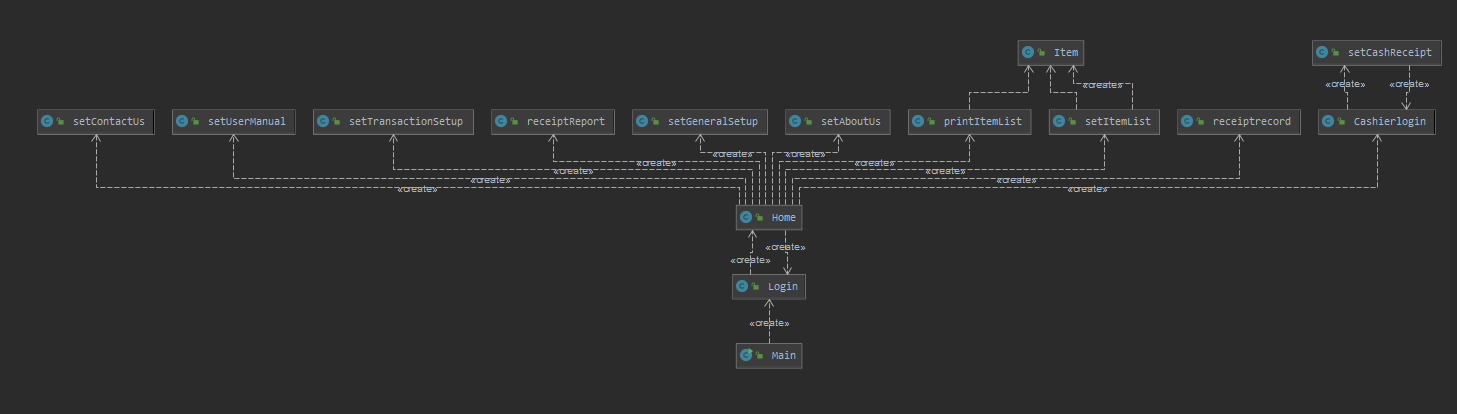 Item
setCashReceipt
«create»
«create»
«create»
setContactUs
setUserManual
setTransactionSetup
receiptReport
setGeneralSetup
setAboutUs
printItemList
setItemList
receiptrecord
Cashierlogin
«create»
«create»
«create»
«create»
«create»
«create»
«create»
«create»
«create»
«create»
Home
«create»
«create»
Login
«create»
Main